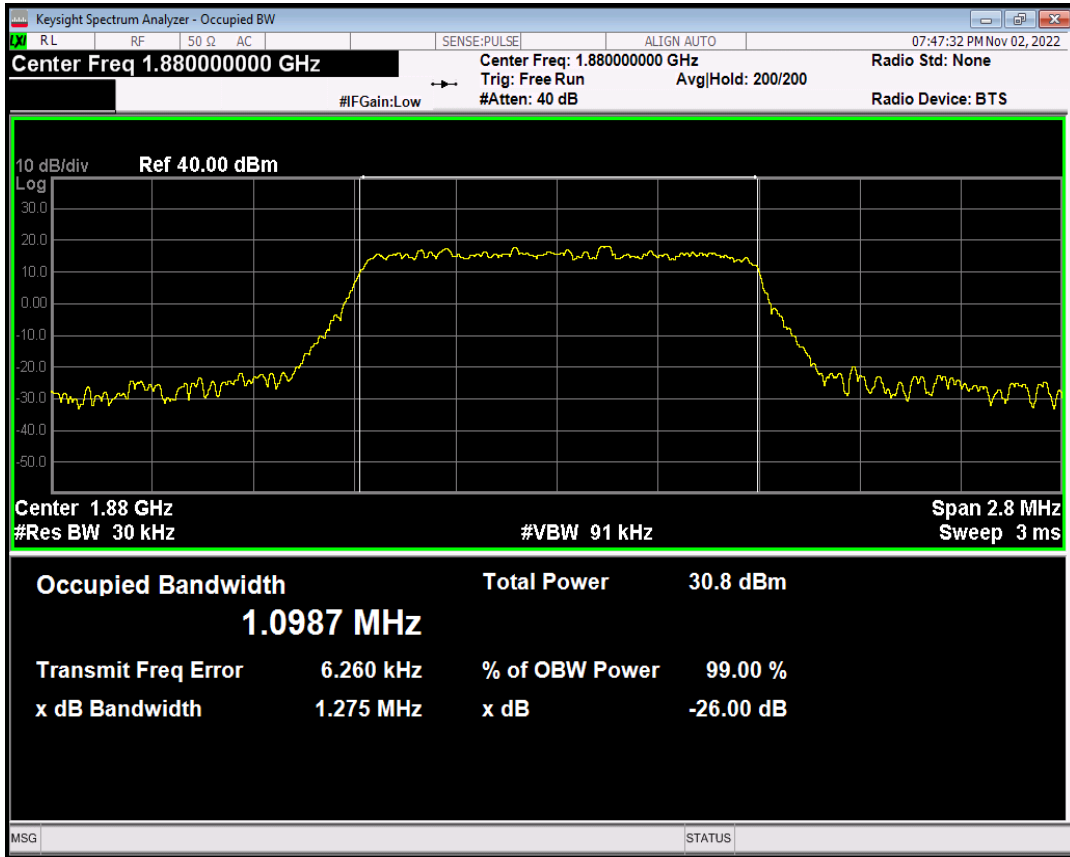 Keysight Spectrum Analyzer - Occupied BW
LXI RL RF 50 Ω AC SENSE:PULSE ALIGN AUTO 07:47:32 PM Nov 02, 2022
Center Freq 1.880000000 GHz Center Freq: 1.880000000 GHz Radio Std: None
Trig: Free Run Avg|Hold: 200/200
#IFGain:Low #Atten: 40 dB Radio Device: BTS
10 dB/div Ref 40.00 dBm
Log
30.0
20.0
10.0
0.00
-10.0
-20.0
-30.0
-40.0
-50.0
Center 1.88 GHz Span 2.8 MHz
#Res BW 30 kHz #VBW 91 kHz Sweep 3 ms
Occupied Bandwidth Total Power 30.8 dBm
1.0987 MHz
Transmit Freq Error 6.260 kHz % of OBW Power 99.00 %
x dB Bandwidth 1.275 MHz x dB -26.00 dB
MSG STATUS